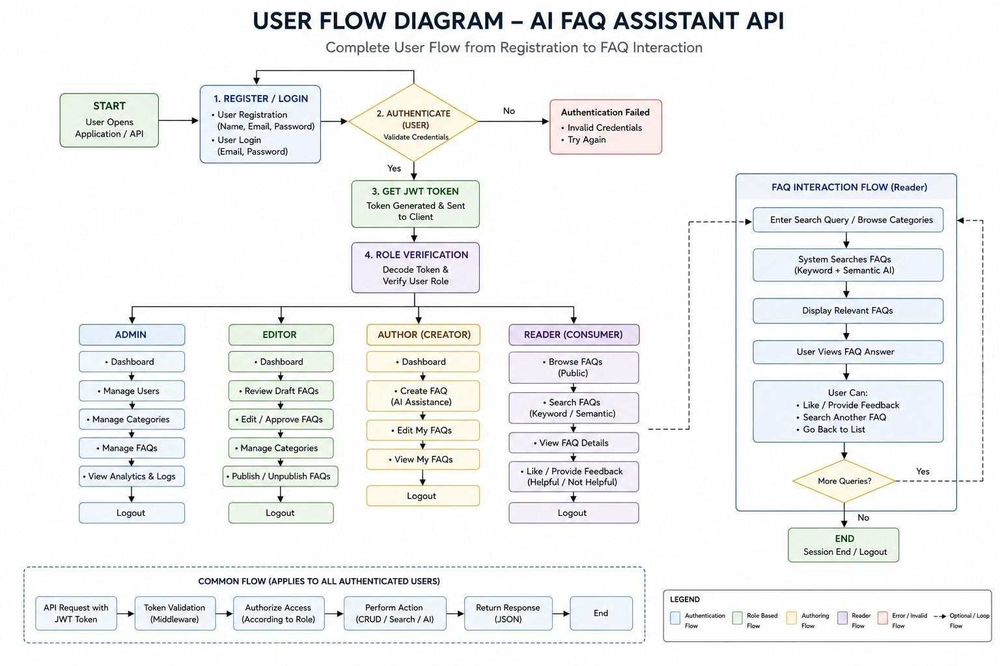 USER FLOW DIAGRAM – AI FAQ ASSISTANT API
Complete User Flow from Registration to FAQ Interaction
START
User Opens
Application / API
1. REGISTER / LOGIN
• User Registration
(Name, Email, Password)
• User Login
(Email, Password)
2. AUTHENTICATE
(USER)
Validate Credentials
No
Authentication Failed
• Invalid Credentials
• Try Again
Yes
3. GET JWT TOKEN
Token Generated & Sent
to Client
4. ROLE VERIFICATION
Decode Token &
Verify User Role
ADMIN
• Dashboard
• Manage Users
• Manage Categories
• Manage FAQs
• View Analytics & Logs
Logout
EDITOR
• Dashboard
• Review Draft FAQs
• Edit / Approve FAQs
• Manage Categories
• Publish / Unpublish FAQs
Logout
AUTHOR (CREATOR)
• Dashboard
• Create FAQ
(AI Assistance)
• Edit My FAQs
• View My FAQs
Logout
READER (CONSUMER)
• Browse FAQs
(Public)
• Search FAQs
(Keyword / Semantic)
• View FAQ Details
• Like / Provide Feedback
(Helpful / Not Helpful)
Logout
FAQ INTERACTION FLOW (Reader)
Enter Search Query / Browse Categories
System Searches FAQs
(Keyword + Semantic AI)
Display Relevant FAQs
User Views FAQ Answer
User Can:
• Like / Provide Feedback
• Search Another FAQ
• Go Back to List
More Queries?
Yes
No
END
Session End / Logout
COMMON FLOW (APPLIES TO ALL AUTHENTICATED USERS)
API Request with
JWT Token
Token Validation
(Middleware)
Authorize Access
(According to Role)
Perform Action
(CRUD / Search / AI)
Return Response
(JSON)
End
LEGEND
Authentication
Flow
Role Based
Flow
Authoring
Flow
Reader
Flow
Error / Invalid
Flow
Optional / Loop
Flow